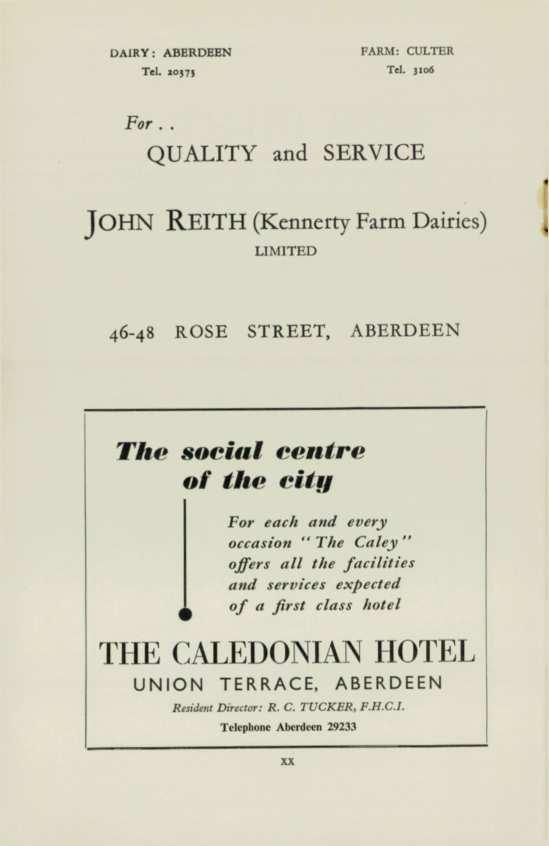 DAIRY: ABERDEEN FARM: CULTER
Tel. 20375 Tel. 3106
For . .
QUALITY and SERVICE
JOHN REITH (Kennerty Farm Dairies)
LIMITED
46-48 ROSE STREET, ABERDEEN
The social centre
of the city
For each and every
occasion "The Caley"
offers all the facilities
and services expected
of a first class hotel
THE CALEDONIAN HOTEL
UNION TERRACE, ABERDEEN
Resident Director: R. C. TUCKER, F.H.C.I.
Telephone Aberdeen 29233
XX